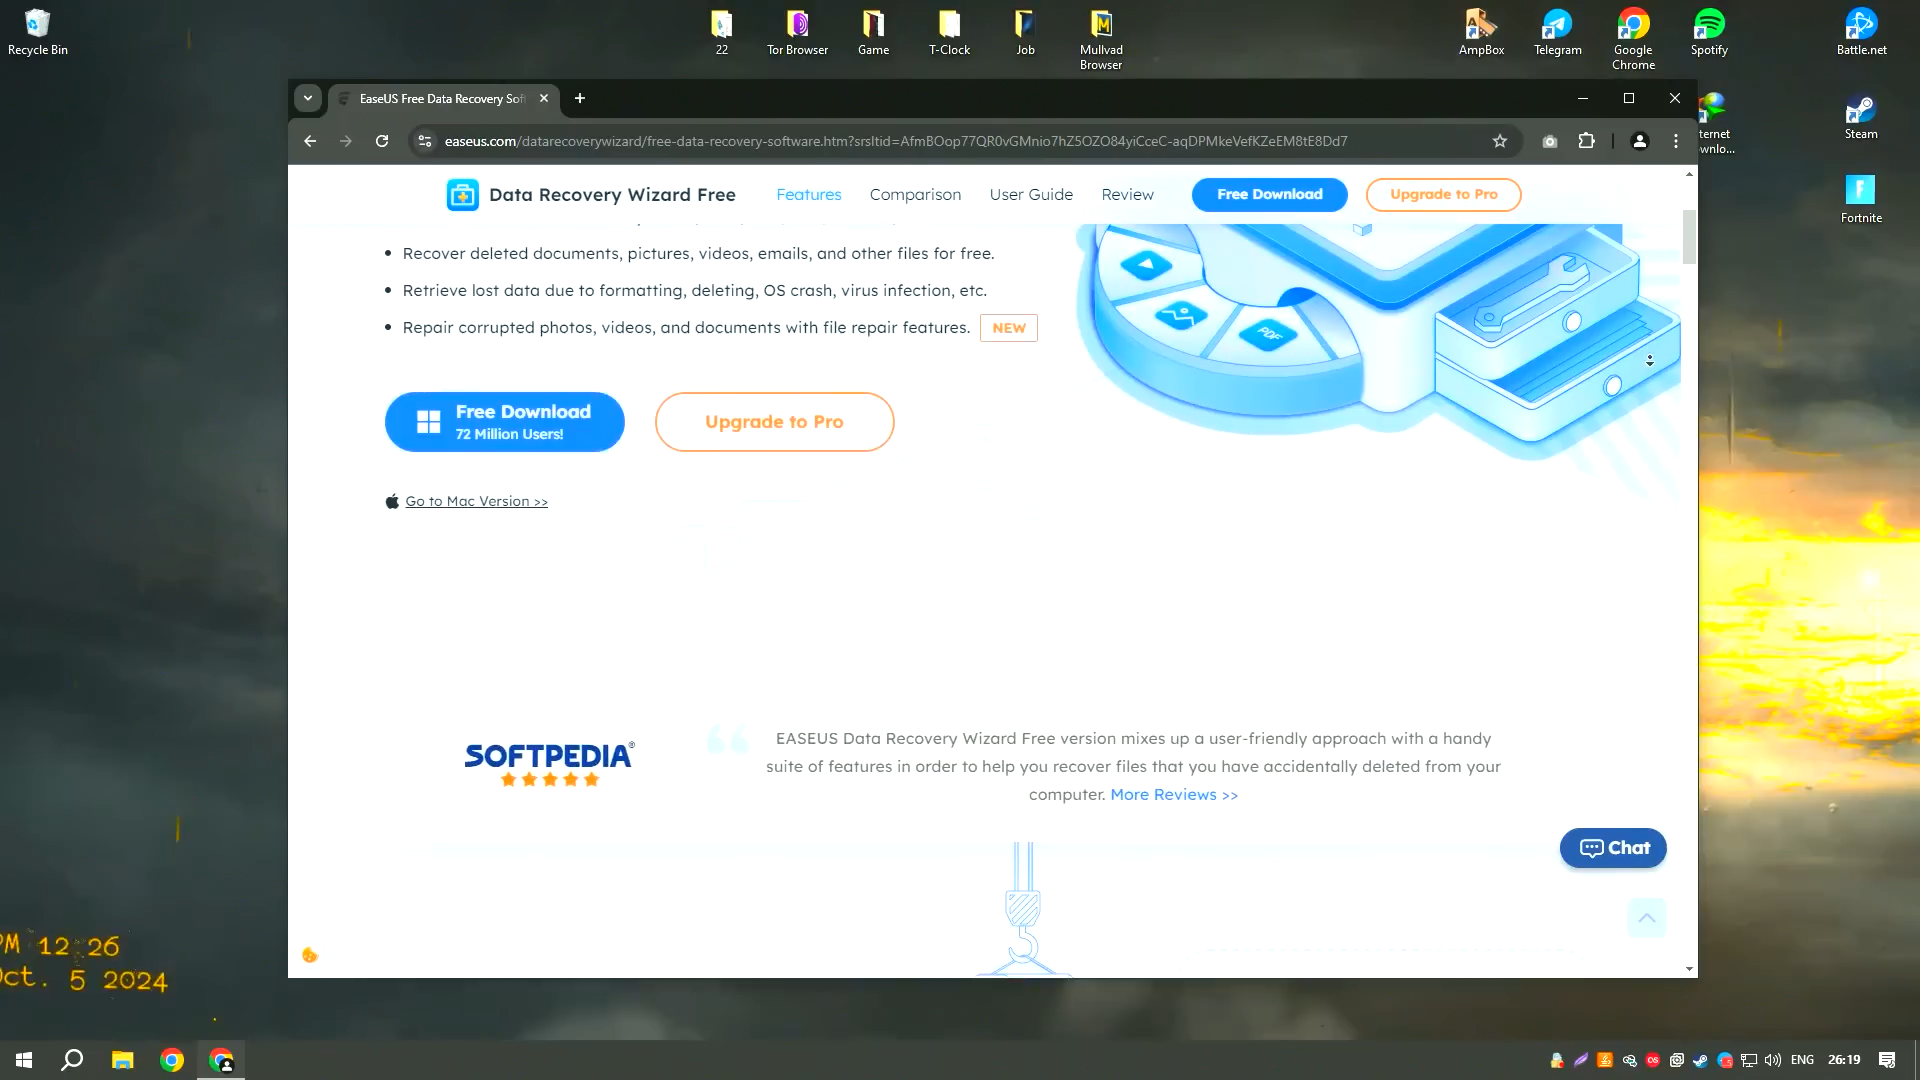 Recycle Bin
22
Tor Browser
Game
T-Clock
Job
Mullvad
Browser
AmpBox
Telegram
Google
Chrome
Spotify
Battle.net
Steam
Fortnite
EaseUS Free Data Recovery Sof
easeus.com/datarecoverywizard/free-data-recovery-software.htm?srsltid=AfmBOop77QR0vGMnio7hZ5OZO84yiCceC-aqDPMkeVefKZeEM8tE8Dd7
Data Recovery Wizard Free
Features
Comparison
User Guide
Review
Free Download
Upgrade to Pro
Recover deleted documents, pictures, videos, emails, and other files for free.
Retrieve lost data due to formatting, deleting, OS crash, virus infection, etc.
Repair corrupted photos, videos, and documents with file repair features. NEW
PDF
Free Download
72 Million Users!
Upgrade to Pro
Go to Mac Version >>
SOFTPEDIA®
EASEUS Data Recovery Wizard Free version mixes up a user-friendly approach with a handy
suite of features in order to help you recover files that you have accidentally deleted from your
computer. More Reviews >>
Chat
PM 12:26
Oct. 5 2024
ENG
26:19